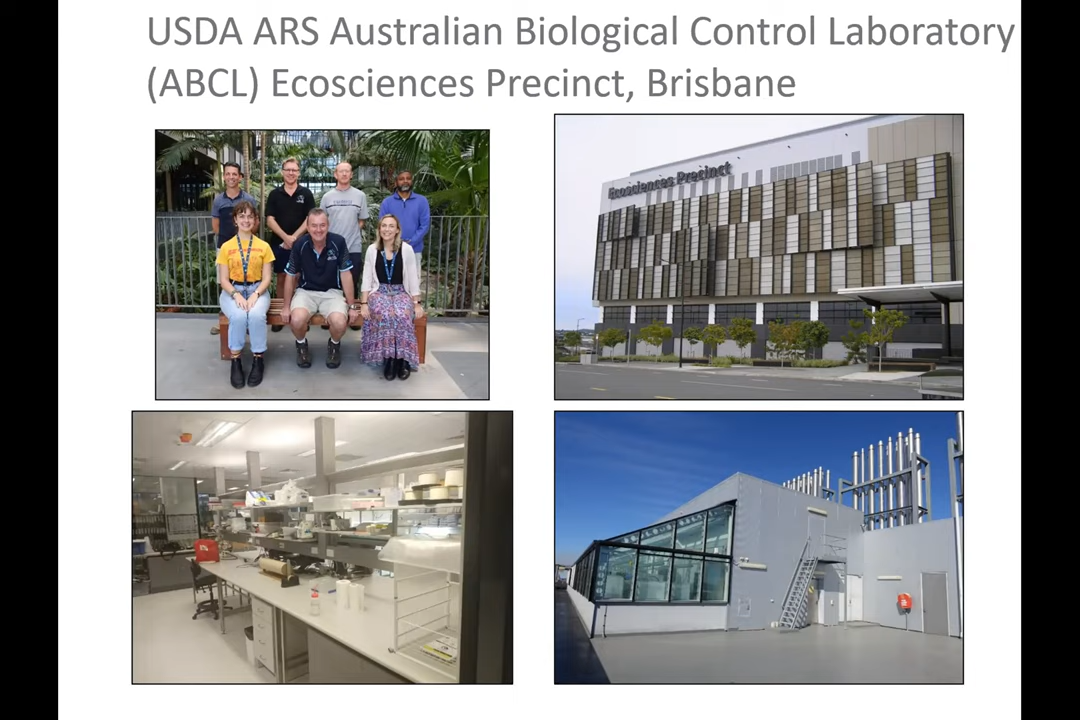 USDA ARS Australian Biological Control Laboratory
(ABCL) Ecosciences Precinct, Brisbane
Ecosciences Precinct